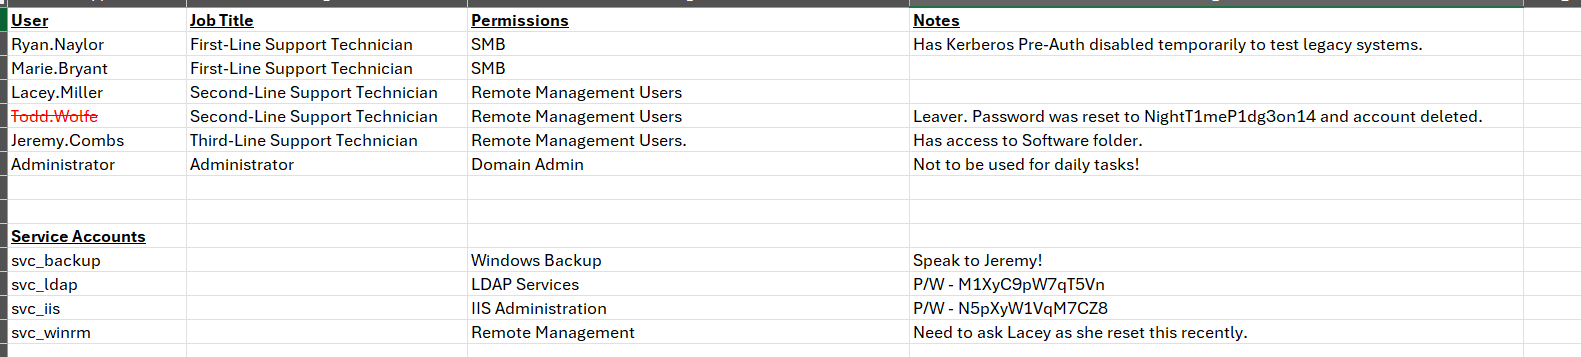 User Job Title Permissions Notes
Ryan.Naylor First-Line Support Technician SMB Has Kerberos Pre-Auth disabled temporarily to test legacy systems.
Marie.Bryant First-Line Support Technician SMB
Lacey.Miller Second-Line Support Technician Remote Management Users
Todd.Wolfe Second-Line Support Technician Remote Management Users Leaver. Password was reset to NightT1meP1dg3on14 and account deleted.
Jeremy.Combs Third-Line Support Technician Remote Management Users. Has access to Software folder.
Administrator Administrator Domain Admin Not to be used for daily tasks!
Service Accounts
svc_backup Windows Backup Speak to Jeremy!
svc_ldap LDAP Services P/W - M1XyC9pW7qT5Vn
svc_iis IIS Administration P/W - N5pXyW1VqM7CZ8
svc_winrm Remote Management Need to ask Lacey as she reset this recently.